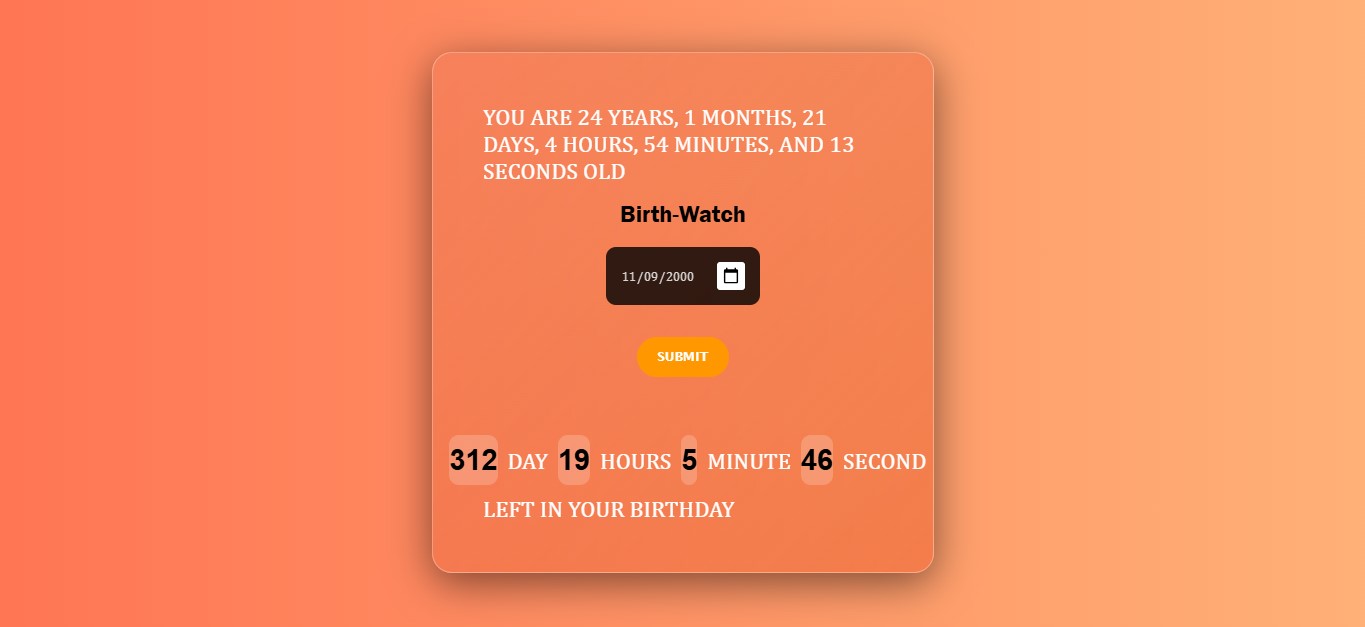 YOU ARE 24 YEARS, 1 MONTHS, 21
DAYS, 4 HOURS, 54 MINUTES, AND 13
SECONDS OLD
Birth-Watch
11/09/2000
SUBMIT
312 DAY 19 HOURS 5 MINUTE 46 SECOND
LEFT IN YOUR BIRTHDAY